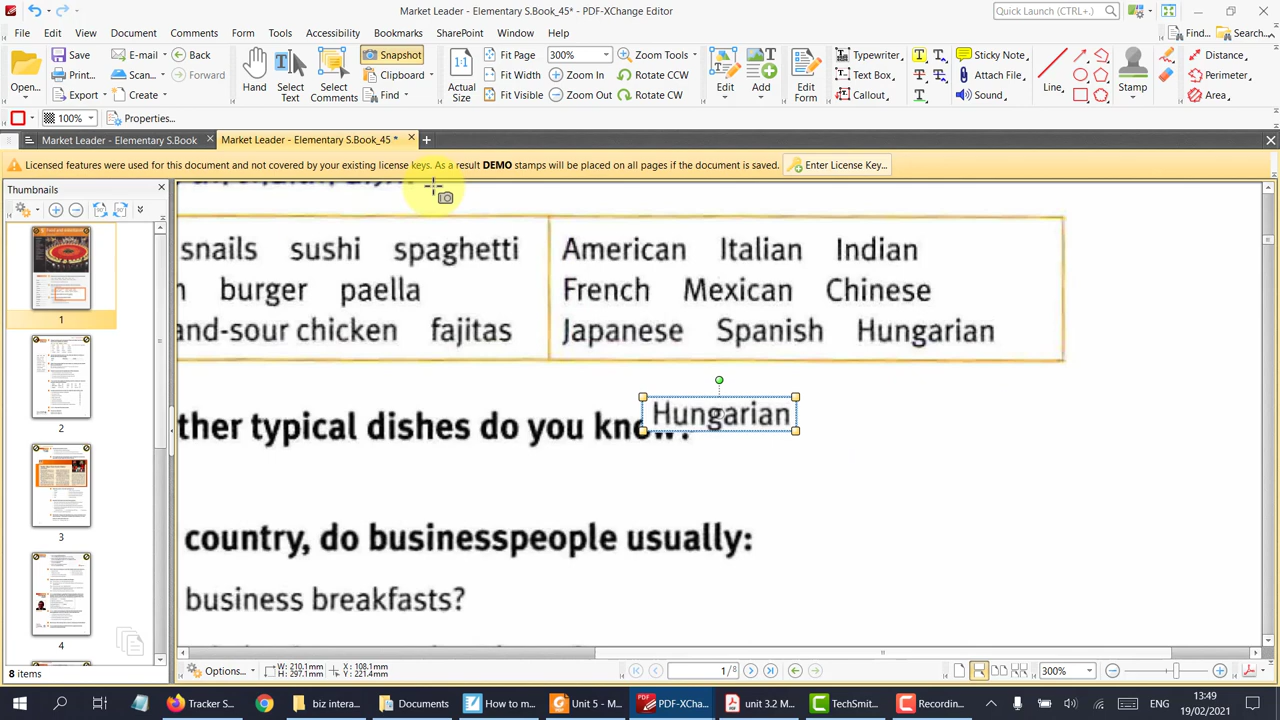 Market Leader - Elementary S.Book_45* - PDF-XChange Editor
Quick Launch (CTRL+.)
File Edit View Document Comments Form Tools Accessibility Bookmarks SharePoint Window Help
Find... Search...
Open...
Save
Print...
Export
E-mail
Scan...
Create
Back
Forward
Hand
Select Text
Select Comments
Snapshot
Clipboard
Find
Actual Size
Fit Page
Fit Width
Fit Visible
300%
Zoom In
Zoom Out
Zoom Tools
Rotate CCW
Rotate CW
Edit
Add
Edit Form
Typewriter
Text Box
Callout
Sticky Note
Attach File
Sound
Line
Stamp
Distance
Perimeter
Area
100% Properties...
Market Leader - Elementary S.Book
Market Leader - Elementary S.Book_45 *
Licensed features were used for this document and not covered by your existing license keys. As a result DEMO stamps will be placed on all pages if the document is saved. Enter License Key...
Thumbnails
1
2
3
4
8 items
snails sushi spaghetti American Italian Indian
burger paella French Mexican Chinese
and-sour chicken fajitas Japanese Spanish Hungarian
Hungarian
ther typical dishes do you know?
country, do businesspeople usually:
business breakfasts?
Options...
W: 210.1mm
H: 297.1mm
X: 108.1mm
Y: 221.4mm
1/8
300%
Tracker S...
biz intera...
Documents
How to m...
Unit 5 - M...
PDF-XCha...
unit 3.2 M...
TechSmit...
Recordin...
ENG
13:49
19/02/2021